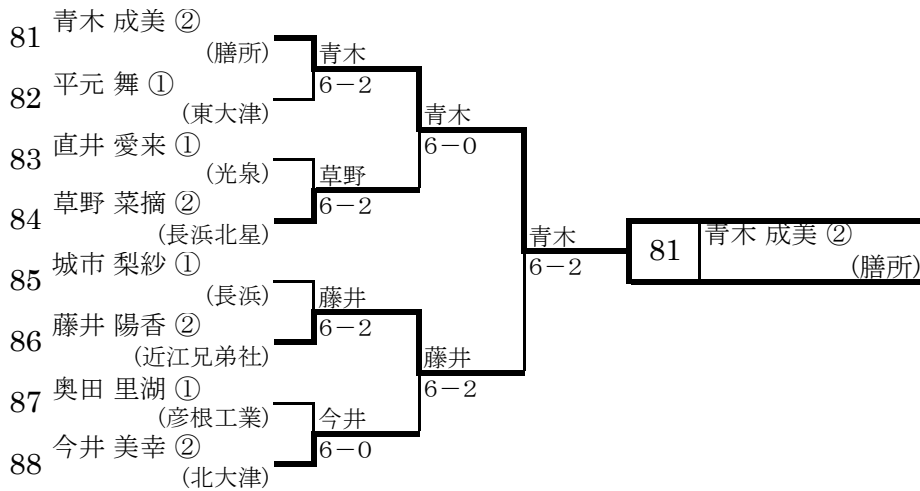 81 青木 成美 ②
(膳所)
82 平元 舞 ①
(東大津)
83 直井 愛来 ①
(光泉)
84 草野 菜摘 ②
(長浜北星)
85 城市 梨紗 ①
(長浜)
86 藤井 陽香 ②
(近江兄弟社)
87 奥田 里湖 ①
(彦根工業)
88 今井 美幸 ②
(北大津)
青木
6-2
草野
6-2
藤井
6-2
今井
6-0
青木
6-0
藤井
6-2
青木
6-2
81 青木 成美 ②
(膳所)